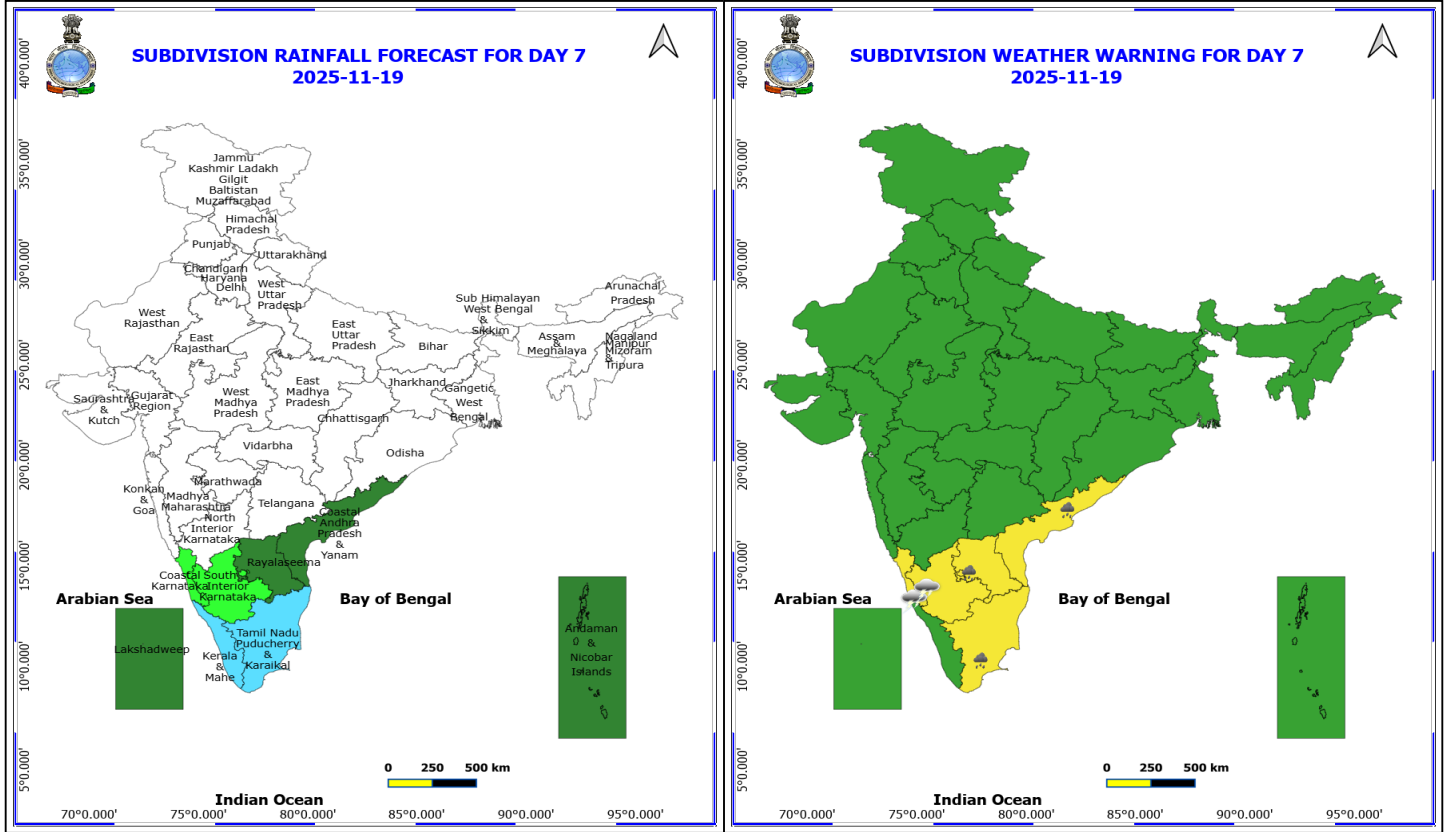 SUBDIVISION RAINFALL FORECAST FOR DAY 7
2025-11-19
40°0.000'
35°0.000'
30°0.000'
25°0.000'
20°0.000'
15°0.000'
10°0.000'
5°0.000'
Jammu
Kashmir Ladakh
Gilgit
Baltistan
Muzaffarabad
Himachal
Pradesh
Punjab
Uttarakhand
Chandigarh
Haryana
Delhi
West
Uttar
Pradesh
Arunachal
Pradesh
Sub Himalayan
West Bengal
&
Sikkim
West
Rajasthan
East
Rajasthan
East
Uttar
Pradesh
Bihar
Assam
&
Meghalaya
Nagaland
Manipur
Mizoram
&
Tripura
Saurashtra
&
Kutch
Gujarat
Region
West
Madhya
Pradesh
East
Madhya
Pradesh
Jharkhand
Gangetic
West
Bengal
Chhattisgarh
Vidarbha
Odisha
Konkan
&
Goa
Madhya
Maharashtra
Marathwada
Telangana
North
Interior
Karnataka
Coastal
Andhra
Pradesh
&
Yanam
Rayalaseema
Coastal
Karnataka
South
Interior
Karnataka
Arabian Sea
Bay of Bengal
Lakshadweep
Kerala
&
Mahe
Tamil Nadu
Puducherry
&
Karaikal
Andaman
&
Nicobar
Islands
0 250 500 km
Indian Ocean
70°0.000' 75°0.000' 80°0.000' 85°0.000' 90°0.000' 95°0.000'
SUBDIVISION WEATHER WARNING FOR DAY 7
2025-11-19
40°0.000'
35°0.000'
30°0.000'
25°0.000'
20°0.000'
15°0.000'
10°0.000'
5°0.000'
Arabian Sea
Bay of Bengal
0 250 500 km
Indian Ocean
70°0.000' 75°0.000' 80°0.000' 85°0.000' 90°0.000' 95°0.000'